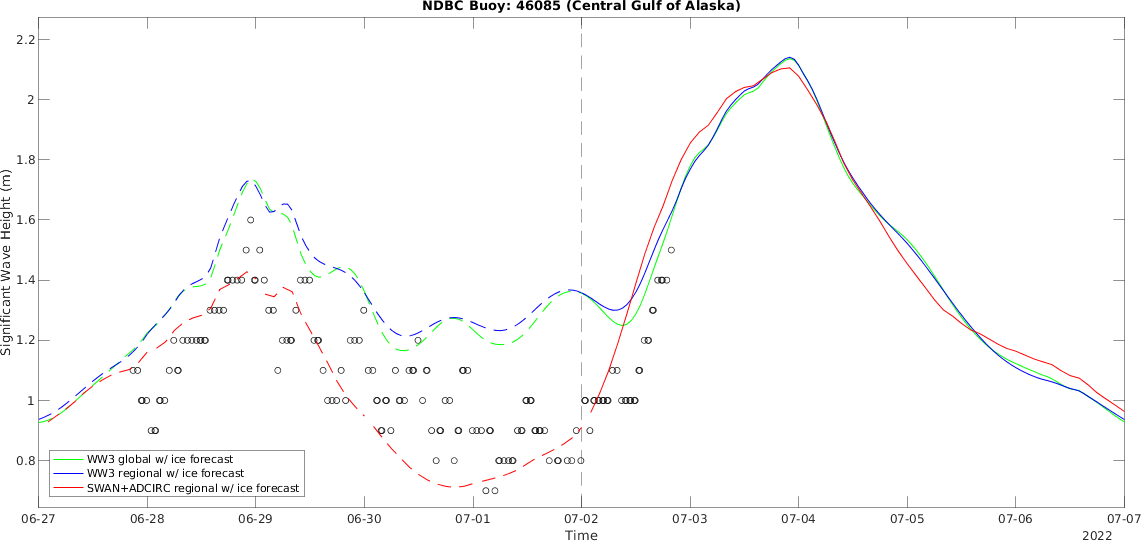 NDBC Buoy: 46085 (Central Gulf of Alaska)
2.2
2
1.8
1.6
1.4
1.2
1
0.8
Significant Wave Height (m)
WW3 global w/ ice forecast
WW3 regional w/ ice forecast
SWAN+ADCIRC regional w/ ice forecast
06-27 06-28 06-29 06-30 07-01 07-02 07-03 07-04 07-05 07-06 07-07
Time
2022